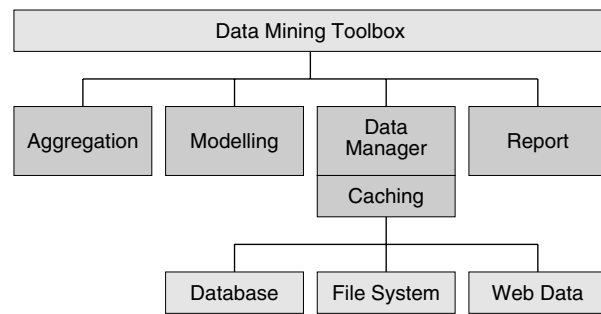 Data Mining Toolbox
Aggregation
Modelling
Data
Manager
Report
Caching
Database
File System
Web Data